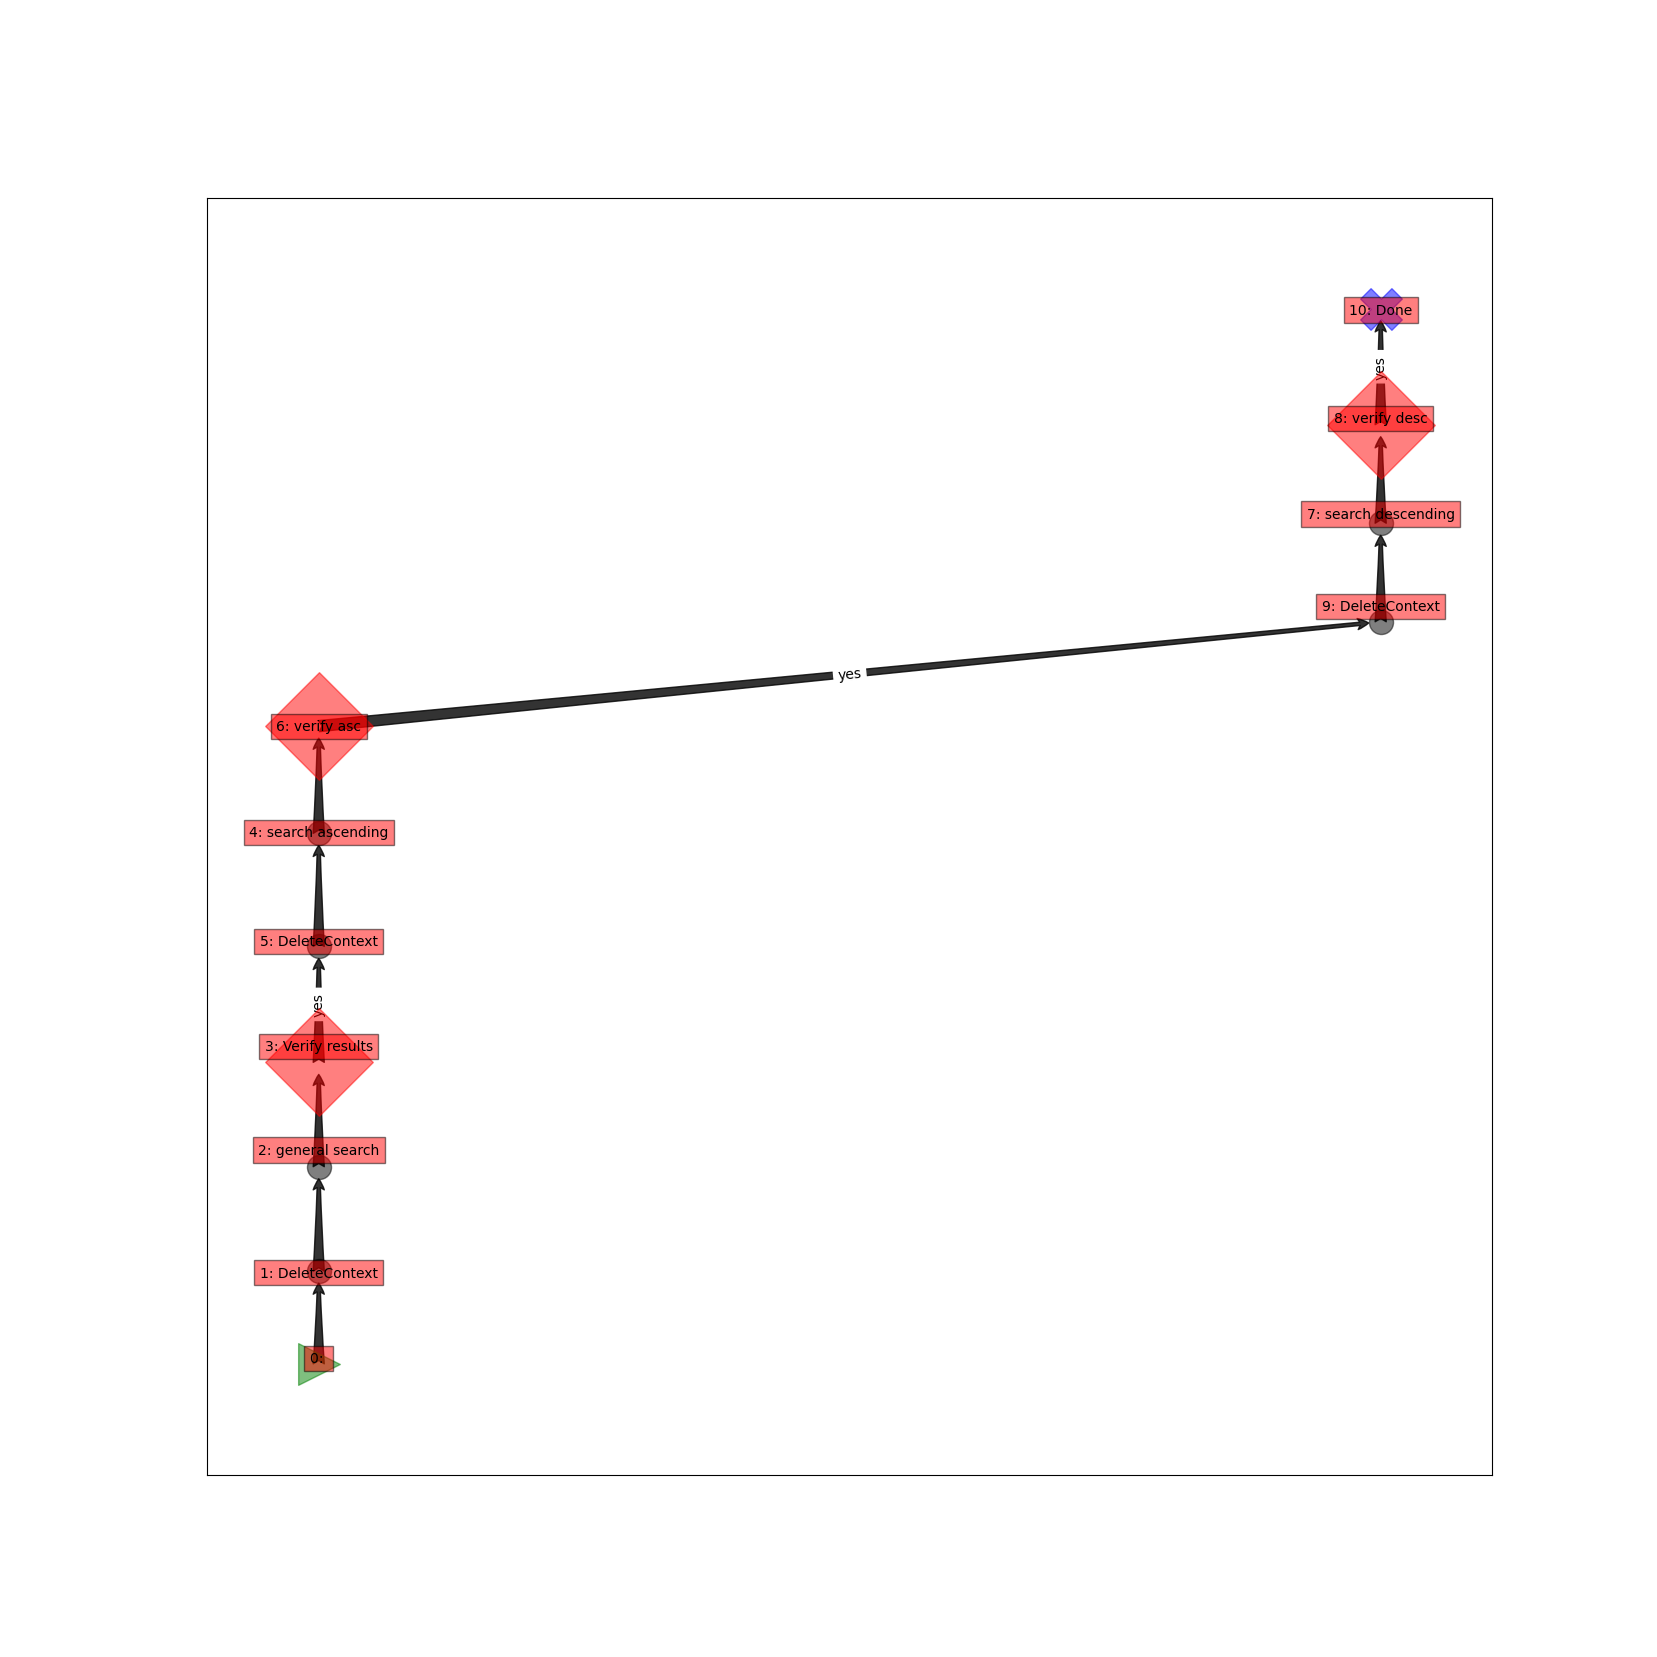 10: Done
yes
8: verify desc
7: search descending
9: DeleteContext
yes
6: verify asc
4: search ascending
5: DeleteContext
yes
3: Verify results
2: general search
1: DeleteContext
0: